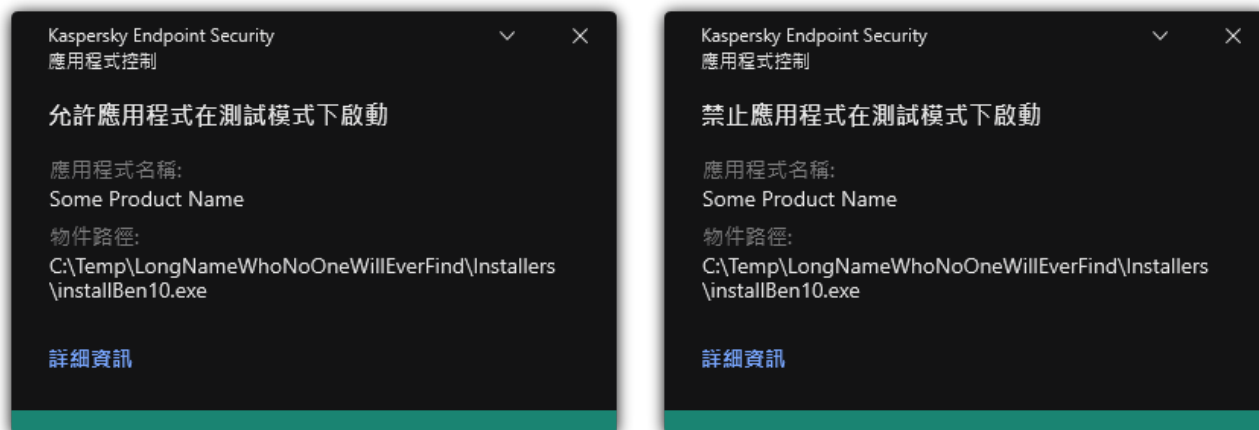 Kaspersky Endpoint Security
應用程式控制
允許應用程式在測試模式下啟動
應用程式名稱:
Some Product Name
物件路徑:
C:\Temp\LongNameWhoNoOneWillEverFind\Installers
\installBen10.exe
詳細資訊
Kaspersky Endpoint Security
應用程式控制
禁止應用程式在測試模式下啟動
應用程式名稱:
Some Product Name
物件路徑:
C:\Temp\LongNameWhoNoOneWillEverFind\Installers
\installBen10.exe
詳細資訊